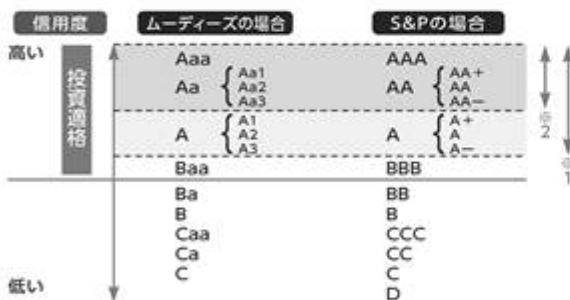 信用度 ムーディーズの場合 S&Pの場合
高い
投資適格
Aaa AAA
Aa { Aa1 Aa2 Aa3 AA { AA+ AA AA−
A { A1 A2 A3 A { A+ A A−
Baa BBB
Ba BB
B B
Caa CCC
Ca CC
C C
低い D
※2
※1